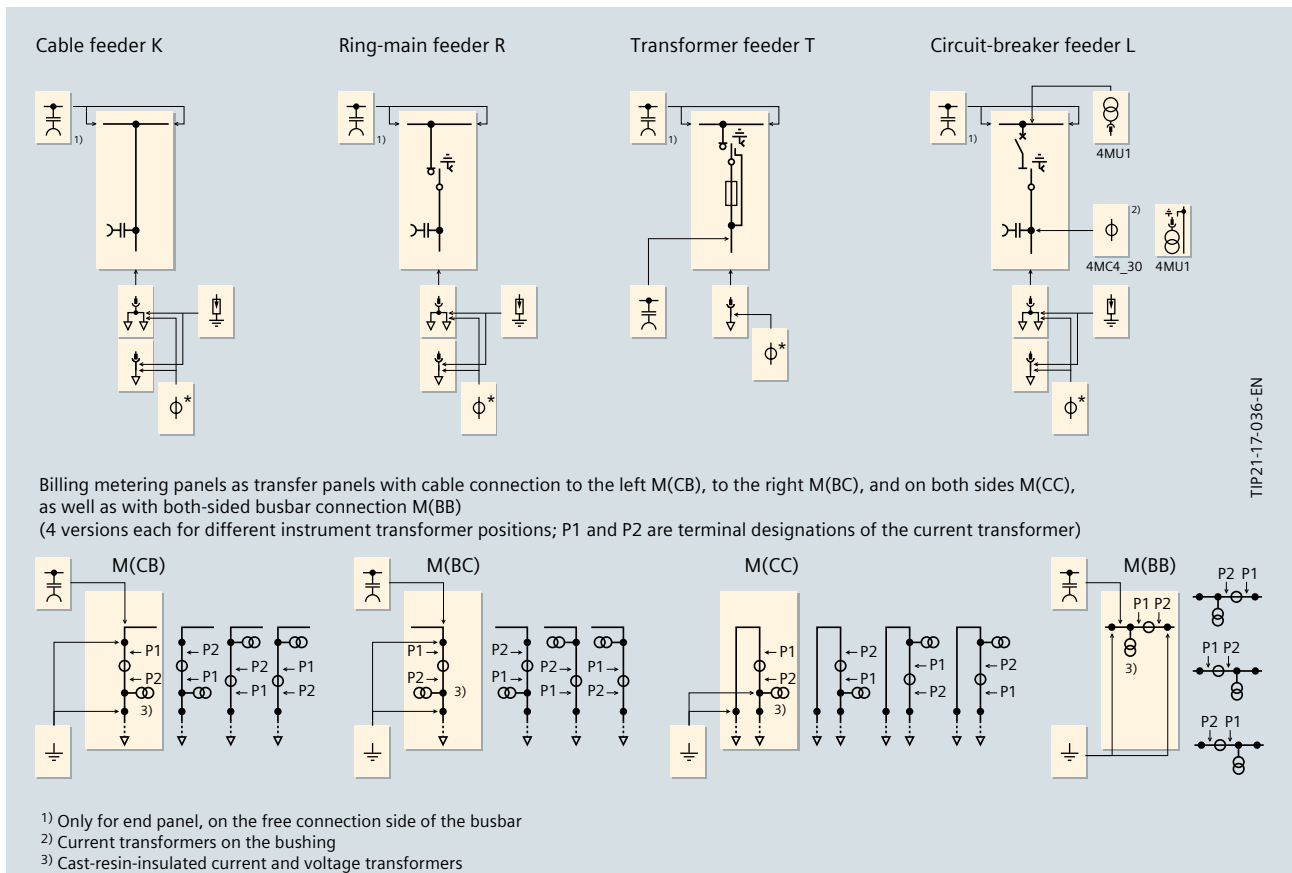 Cable feeder K
Ring-main feeder R
Transformer feeder T
Circuit-breaker feeder L
1)
1)
1)
1)
4MU1
2)
4MC4_30
4MU1
*
*
*
*
TIP21-17-036-EN
Billing metering panels as transfer panels with cable connection to the left M(CB), to the right M(BC), and on both sides M(CC),
as well as with both-sided busbar connection M(BB)
(4 versions each for different instrument transformer positions; P1 and P2 are terminal designations of the current transformer)
M(CB)
P1
P2
3)
P2
P1
P2
P1
P1
P2
M(BC)
P1
P2
3)
P2
P1
P2
P1
P1
P2
M(CC)
P1
P2
3)
P2
P1
P1
P2
P2
P1
M(BB)
P1 P2
3)
P2 P1
P1 P2
P2 P1
1) Only for end panel, on the free connection side of the busbar
2) Current transformers on the bushing
3) Cast-resin-insulated current and voltage transformers